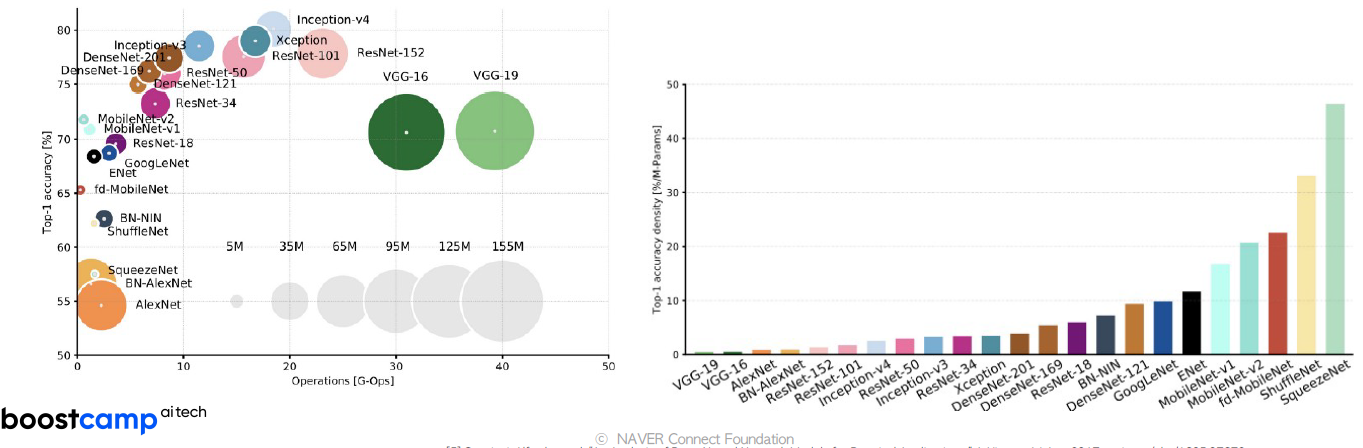 80
75
70
65
60
55
50
Top-1 accuracy [%]
Inception-v4
Inception-v3
Xception
DenseNet-201
ResNet-101
ResNet-152
DenseNet-169
ResNet-50
DenseNet-121
VGG-16
VGG-19
ResNet-34
MobileNet-v2
MobileNet-v1
ResNet-18
GoogLeNet
ENet
fd-MobileNet
BN-NIN
ShuffleNet
5M 35M 65M 95M 125M 155M
SqueezeNet
BN-AlexNet
AlexNet
0 10 20 30 40 50
Operations [G-Ops]
50
40
30
20
10
0
Top-1 accuracy density [%/M-Params]
VGG-19
VGG-16
AlexNet
BN-AlexNet
ResNet-152
ResNet-101
Inception-v4
ResNet-50
Inception-v3
ResNet-34
Xception
DenseNet-201
DenseNet-169
ResNet-18
BN-NIN
DenseNet-121
GoogLeNet
ENet
MobileNet-v1
MobileNet-v2
fd-MobileNet
ShuffleNet
SqueezeNet
boostcamp ai tech
© NAVER Connect Foundation